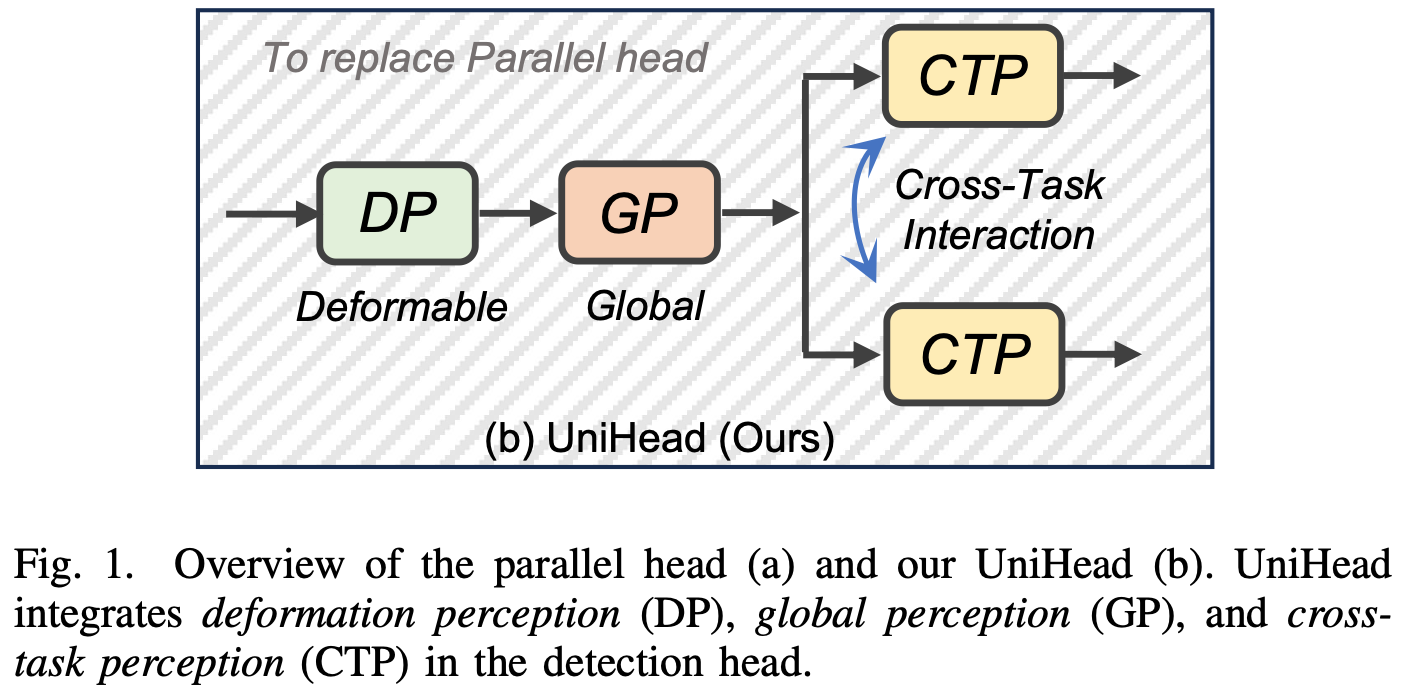 To replace Parallel head
CTP
DP
GP
Cross-Task
Interaction
Deformable
Global
CTP
(b) UniHead (Ours)
Fig. 1. Overview of the parallel head (a) and our UniHead (b). UniHead
integrates deformation perception (DP), global perception (GP), and cross-
task perception (CTP) in the detection head.